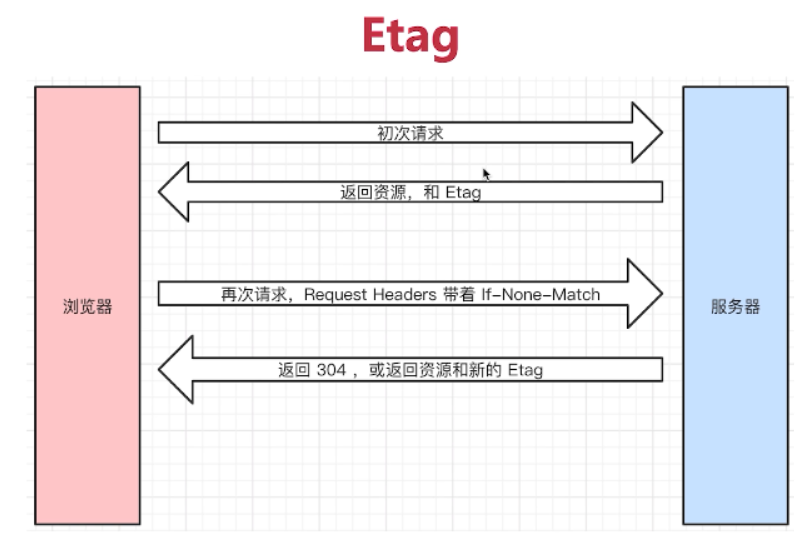 Etag
初次请求
返回资源，和 Etag
再次请求，Request Headers 带着 If-None-Match
浏览器
服务器
返回 304 ，或返回资源和新的 Etag